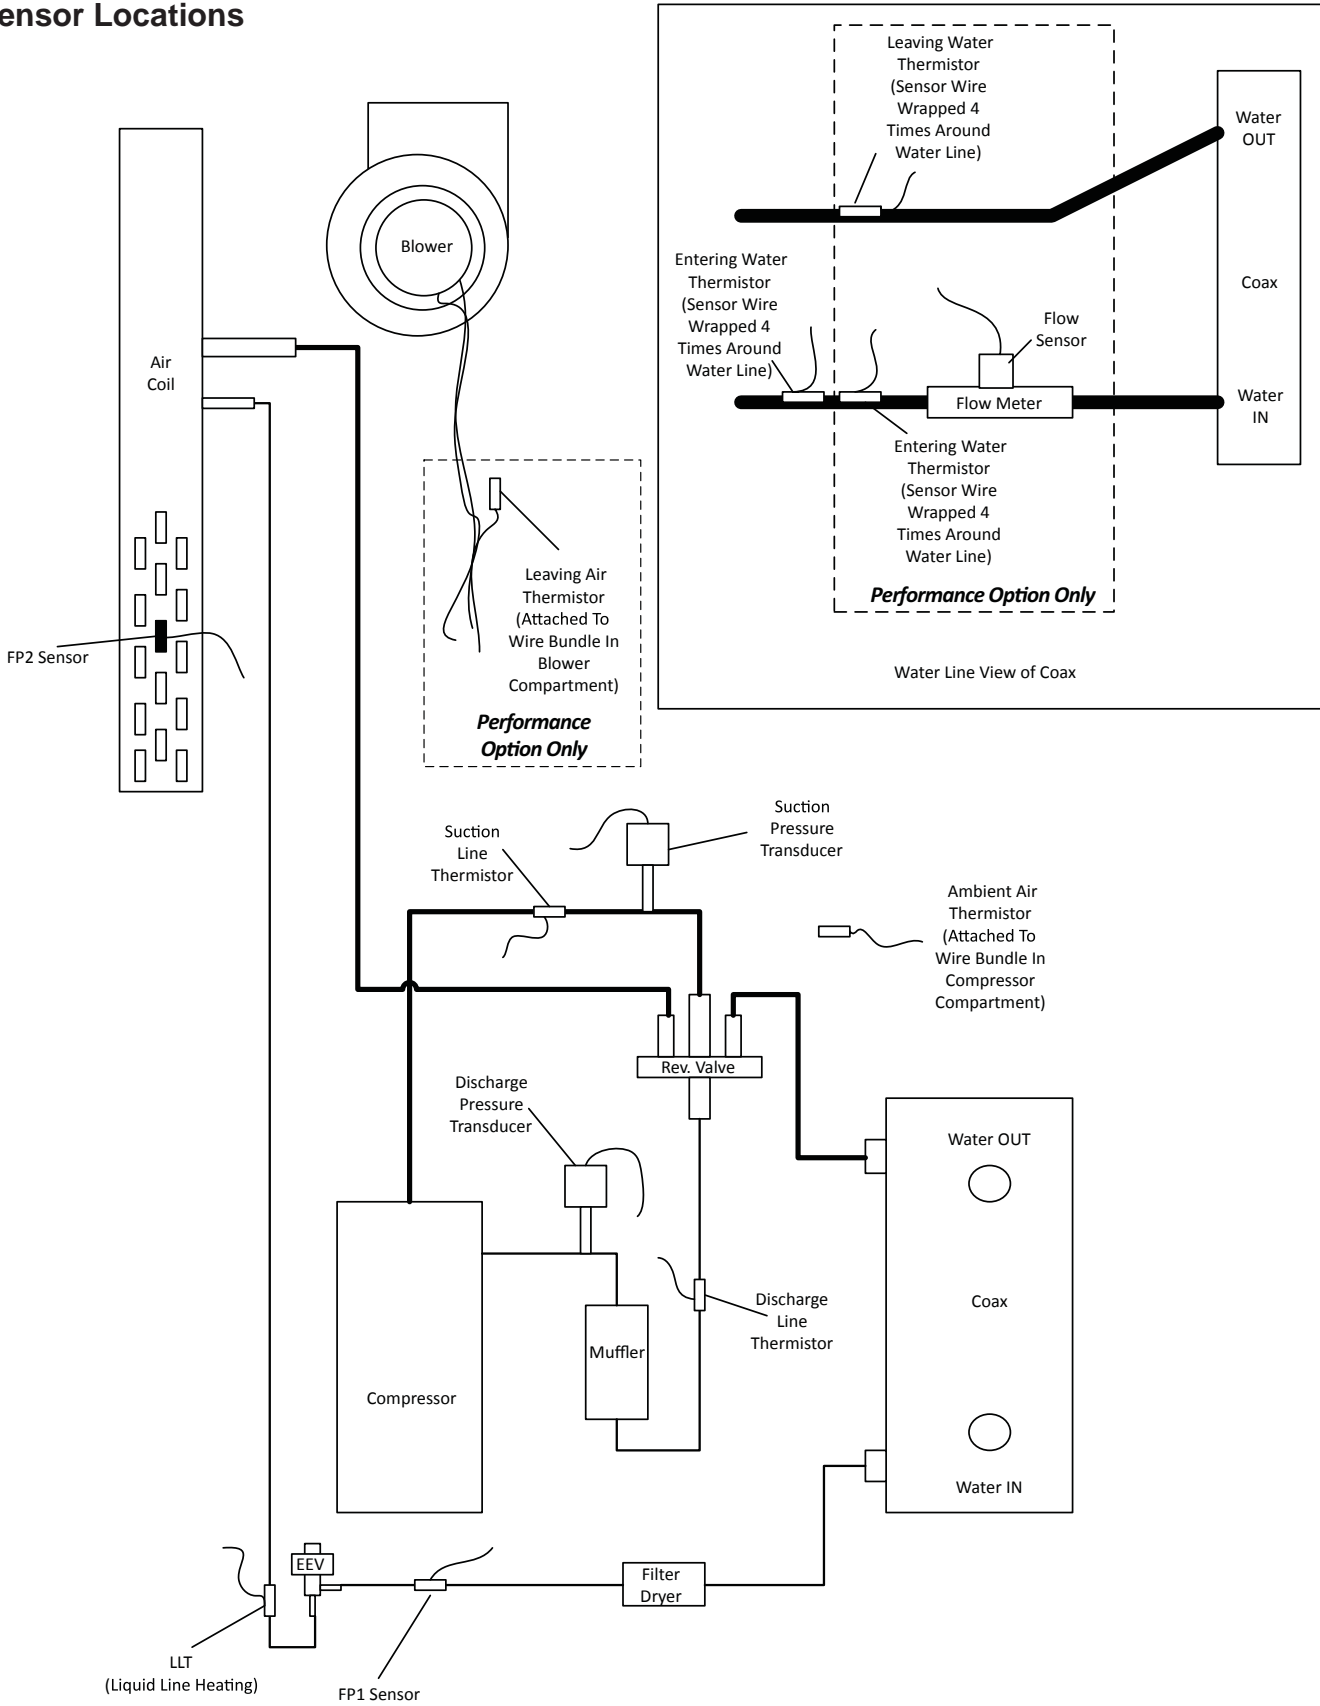 ensor Locations
Leaving Water
Thermistor
(Sensor Wire
Wrapped 4
Times Around
Water Line)
Water
OUT
Blower
Entering Water
Thermistor
(Sensor Wire
Wrapped 4
Times Around
Water Line)
Coax
Flow
Sensor
Air
Coil
Flow Meter
Water
IN
Entering Water
Thermistor
(Sensor Wire
Wrapped 4
Times Around
Water Line)
Performance Option Only
Water Line View of Coax
Leaving Air
Thermistor
(Attached To
Wire Bundle In
Blower
Compartment)
Performance
Option Only
FP2 Sensor
Suction
Pressure
Transducer
Suction
Line
Thermistor
Ambient Air
Thermistor
(Attached To
Wire Bundle In
Compressor
Compartment)
Rev. Valve
Discharge
Pressure
Transducer
Water OUT
Coax
Discharge
Line
Thermistor
Muffler
Compressor
Water IN
EEV
Filter
Dryer
LLT
(Liquid Line Heating)
FP1 Sensor